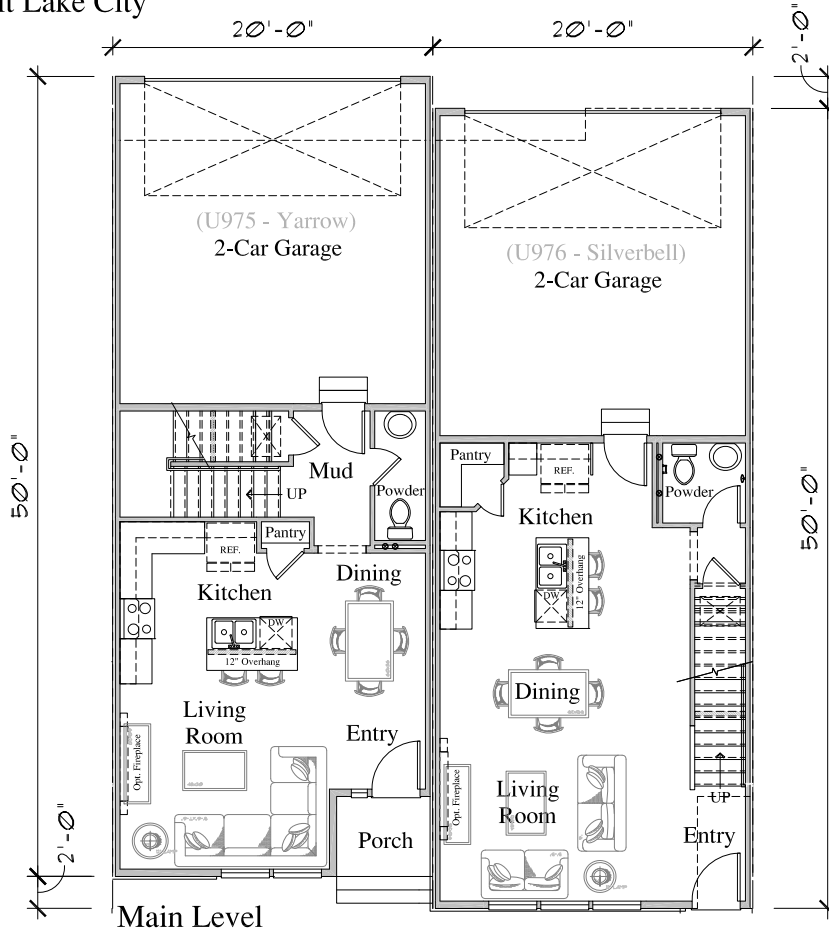 lt Lake City
20'-0"
20'-0"
2'-0"
50'-0"
(U975 - Yarrow)
2-Car Garage
(U976 - Silverbell)
2-Car Garage
Mud
UP
Powder
Pantry
REF.
Kitchen
Dining
DW
12" Overhang
Living
Room
Opt. Fireplace
Entry
Porch
Pantry
REF.
Powder
Kitchen
DW
12" Overhang
Dining
Opt. Fireplace
Living
Room
UP
Entry
50'-0"
2'-0"
Main Level